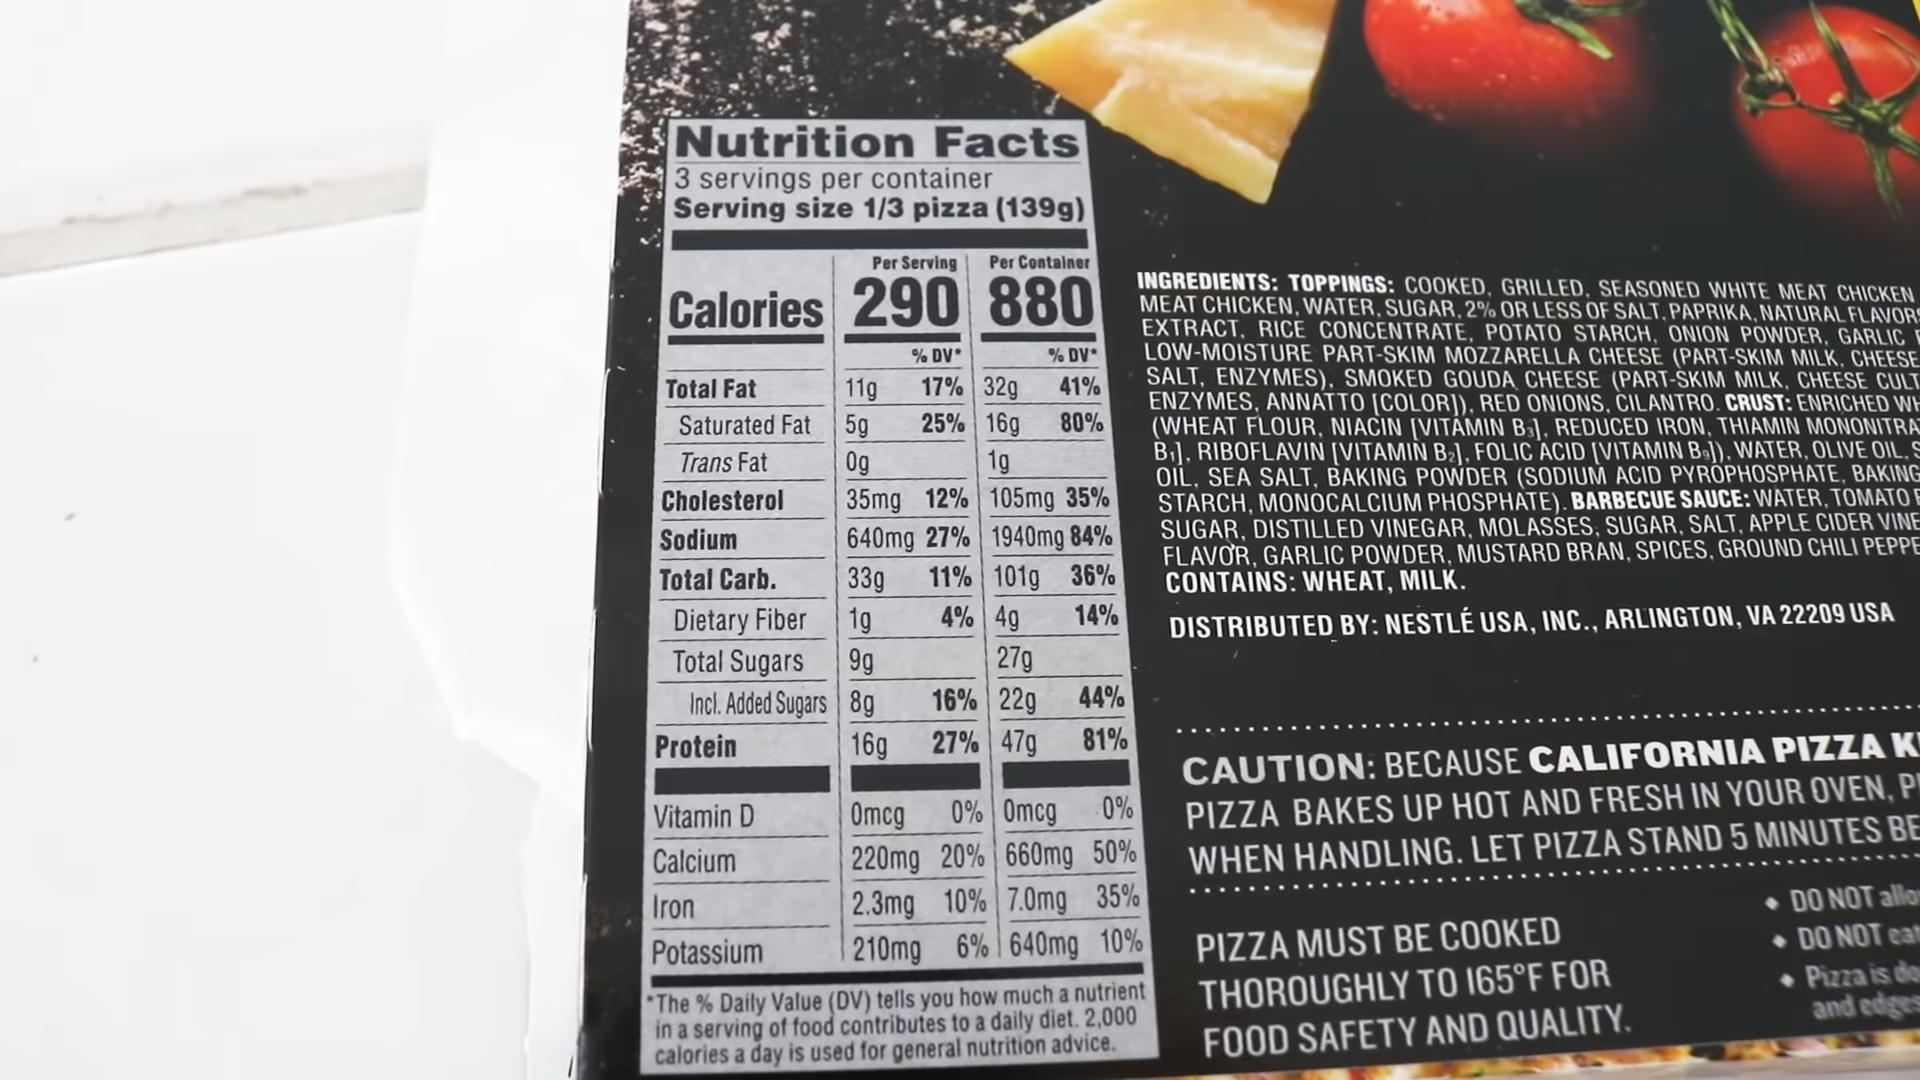 Nutrition Facts
3 servings per container
Serving size 1/3 pizza (139g)
Per Serving Per Container
Calories 290 880
% DV* % DV*
Total Fat 11g 17% 32g 41%
Saturated Fat 5g 25% 16g 80%
Trans Fat 0g 1g
Cholesterol 35mg 12% 105mg 35%
Sodium 640mg 27% 1940mg 84%
Total Carb. 33g 11% 101g 36%
Dietary Fiber 1g 4% 4g 14%
Total Sugars 9g 27g
Incl. Added Sugars 8g 16% 22g 44%
Protein 16g 27% 47g 81%
Vitamin D 0mcg 0% 0mcg 0%
Calcium 220mg 20% 660mg 50%
Iron 2.3mg 10% 7.0mg 35%
Potassium 210mg 6% 640mg 10%
*The % Daily Value (DV) tells you how much a nutrient
in a serving of food contributes to a daily diet. 2,000
calories a day is used for general nutrition advice.
INGREDIENTS: TOPPINGS: COOKED, GRILLED, SEASONED WHITE MEAT CHICKEN
MEAT CHICKEN, WATER, SUGAR, 2% OR LESS OF SALT, PAPRIKA, NATURAL FLAVORS
EXTRACT, RICE CONCENTRATE, POTATO STARCH, ONION POWDER, GARLIC
LOW-MOISTURE PART-SKIM MOZZARELLA CHEESE (PART-SKIM MILK, CHEESE
SALT, ENZYMES), SMOKED GOUDA CHEESE (PART-SKIM MILK, CHEESE CULT
ENZYMES, ANNATTO [COLOR]), RED ONIONS, CILANTRO. CRUST: ENRICHED WH
(WHEAT FLOUR, NIACIN [VITAMIN B3], REDUCED IRON, THIAMIN MONONITRA
B1], RIBOFLAVIN [VITAMIN B2], FOLIC ACID [VITAMIN B9]), WATER, OLIVE OIL, S
OIL, SEA SALT, BAKING POWDER (SODIUM ACID PYROPHOSPHATE, BAKING
STARCH, MONOCALCIUM PHOSPHATE). BARBECUE SAUCE: WATER, TOMATO
SUGAR, DISTILLED VINEGAR, MOLASSES, SUGAR, SALT, APPLE CIDER VINE
FLAVOR, GARLIC POWDER, MUSTARD BRAN, SPICES, GROUND CHILI PEPPE
CONTAINS: WHEAT, MILK.
DISTRIBUTED BY: NESTLÉ USA, INC., ARLINGTON, VA 22209 USA
CAUTION: BECAUSE CALIFORNIA PIZZA K
PIZZA BAKES UP HOT AND FRESH IN YOUR OVEN, P
WHEN HANDLING. LET PIZZA STAND 5 MINUTES BE
PIZZA MUST BE COOKED
THOROUGHLY TO 165°F FOR
FOOD SAFETY AND QUALITY.
◆ DO NOT allo
◆ DO NOT eat
◆ Pizza is do
and edges